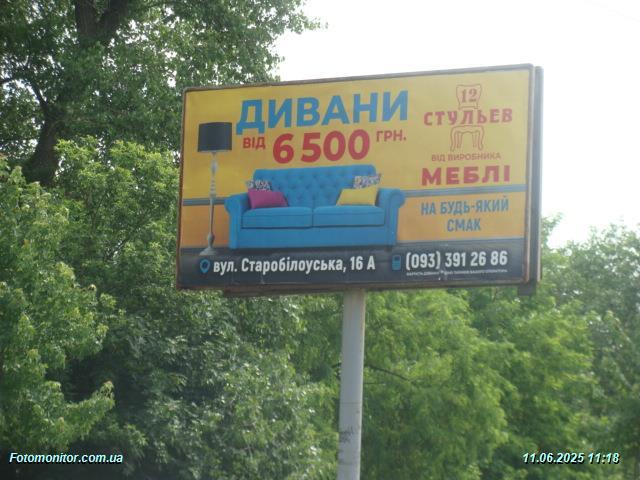 ДИВАНИ
ВІД 6 500 ГРН.
12
СТУЛЬЕВ
ВІД ВИРОБНИКА
МЕБЛІ
НА БУДЬ-ЯКИЙ
СМАК
вул. Старобілоуська, 16 А
(093) 391 26 86
Fotomonitor.com.ua
11.06.2025 11:18